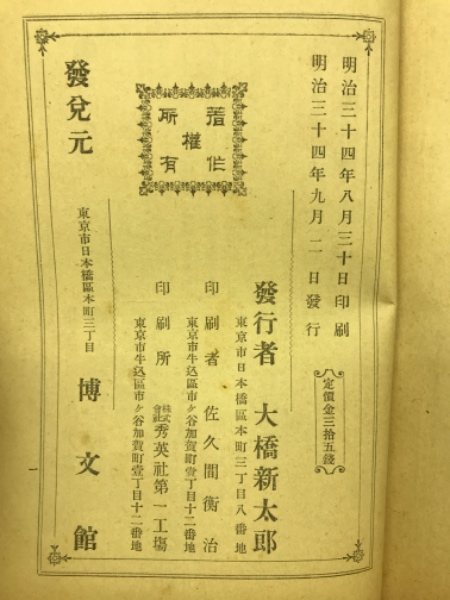 明治三十四年八月三十日印刷
明治三十四年九月二日發行
定價金三拾五錢
著作
權
所有
東京市日本橋區本町三丁目八番地
發行者 大橋新太郎
東京市牛込區市ヶ谷加賀町壹丁目十二番地
印刷者 佐久間衡治
東京市牛込區市ヶ谷加賀町壹丁目十二番地
印刷所 株式會社秀英社第一工塲
東京市日本橋區本町三丁目
發兌元 博文館